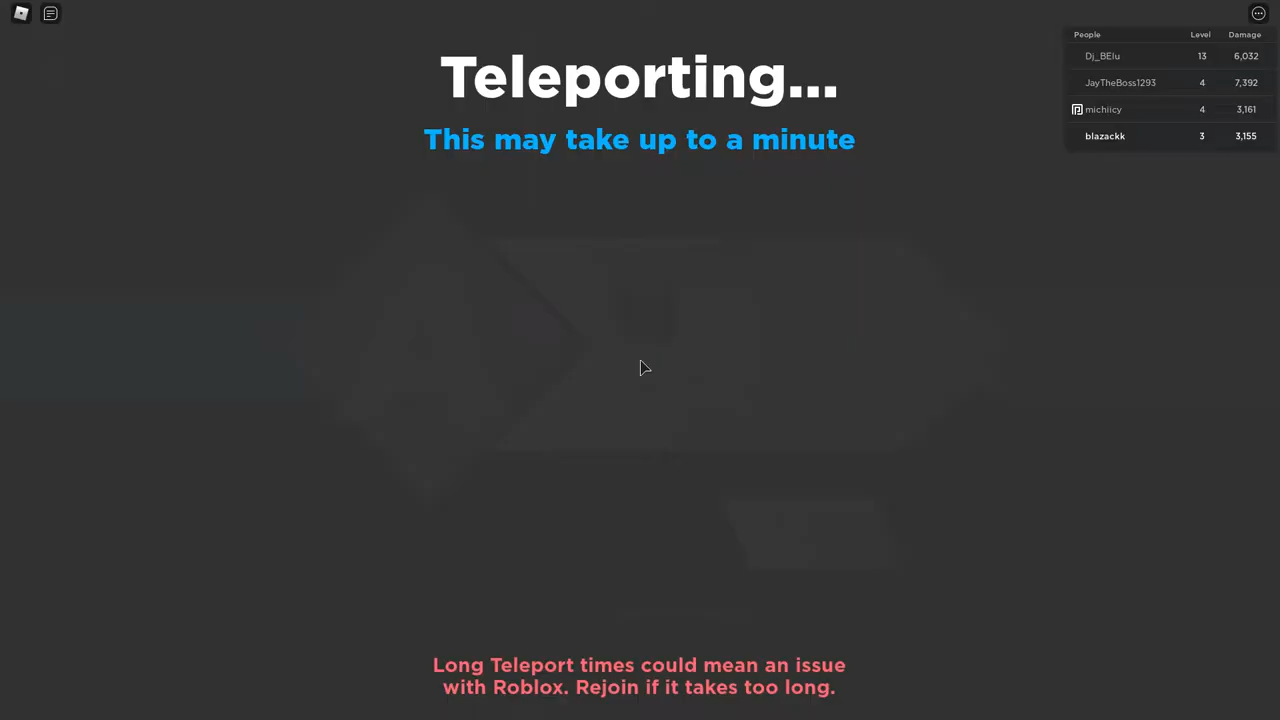 Teleporting...
This may take up to a minute
People Level Damage
Dj_BElu 13 6,032
JayTheBoss1293 4 7,392
michiicy 4 3,161
blazackk 3 3,155
Long Teleport times could mean an issue
with Roblox. Rejoin if it takes too long.